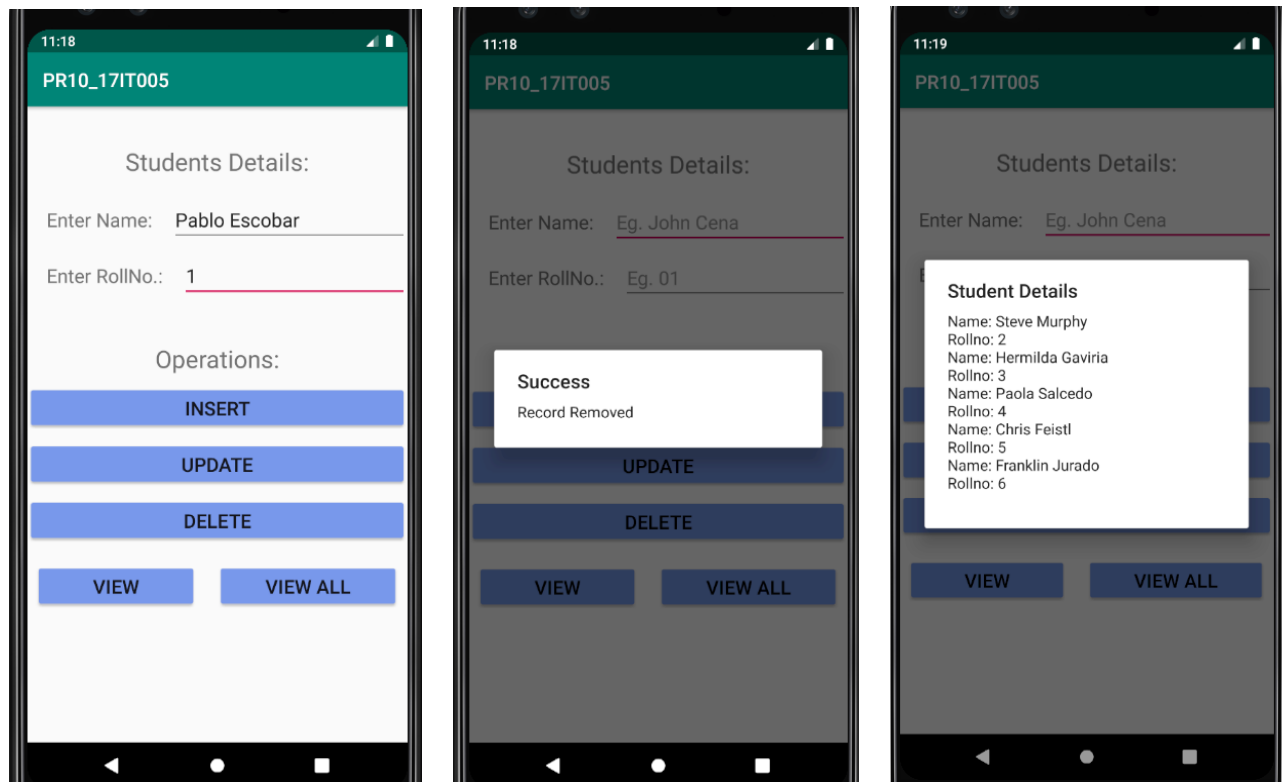 11:18
PR10_17IT005
Students Details:
Enter Name: Pablo Escobar
Enter RollNo.: 1
Operations:
INSERT
UPDATE
DELETE
VIEW VIEW ALL
11:18
PR10_17IT005
Students Details:
Enter Name: Eg. John Cena
Enter RollNo.: Eg. 01
Success
Record Removed
UPDATE
DELETE
VIEW VIEW ALL
11:19
PR10_17IT005
Students Details:
Enter Name: Eg. John Cena
Student Details
Name: Steve Murphy
Rollno: 2
Name: Hermilda Gaviria
Rollno: 3
Name: Paola Salcedo
Rollno: 4
Name: Chris Feistl
Rollno: 5
Name: Franklin Jurado
Rollno: 6
VIEW VIEW ALL